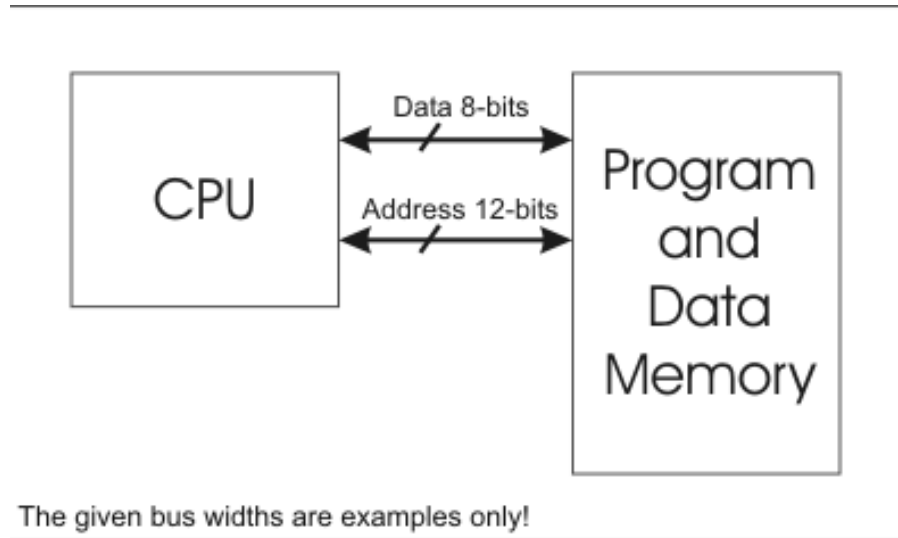 Data 8-bits
CPU
Address 12-bits
Program
and
Data
Memory
The given bus widths are examples only!